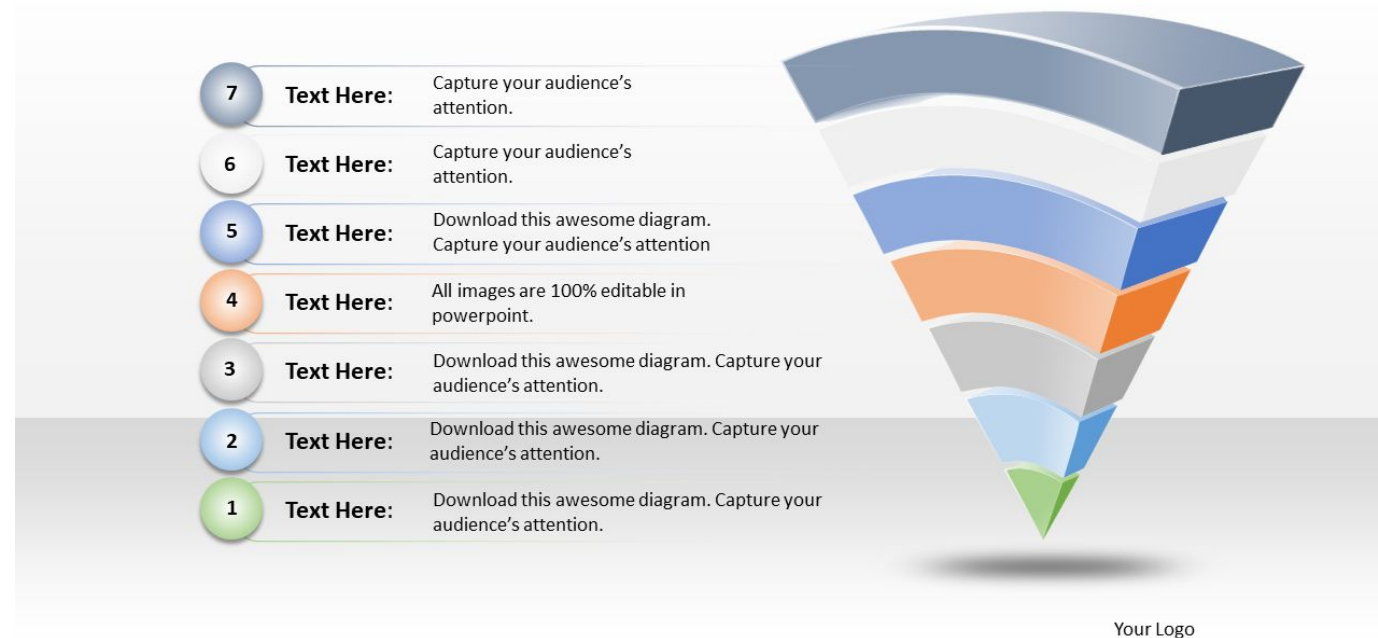 7 Text Here: Capture your audience’s
attention.
6 Text Here: Capture your audience’s
attention.
5 Text Here: Download this awesome diagram.
Capture your audience’s attention
4 Text Here: All images are 100% editable in
powerpoint.
3 Text Here: Download this awesome diagram. Capture your
audience’s attention.
2 Text Here: Download this awesome diagram. Capture your
audience’s attention.
1 Text Here: Download this awesome diagram. Capture your
audience’s attention.
Your Logo